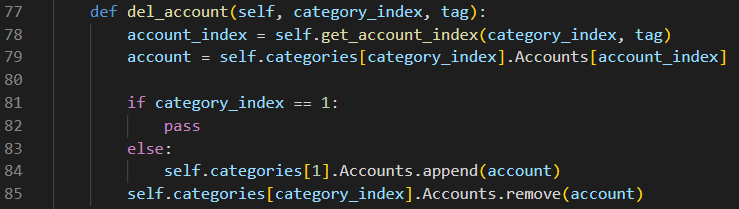 77 def del_account(self, category_index, tag):
78 account_index = self.get_account_index(category_index, tag)
79 account = self.categories[category_index].Accounts[account_index]
80
81 if category_index == 1:
82 pass
83 else:
84 self.categories[1].Accounts.append(account)
85 self.categories[category_index].Accounts.remove(account)